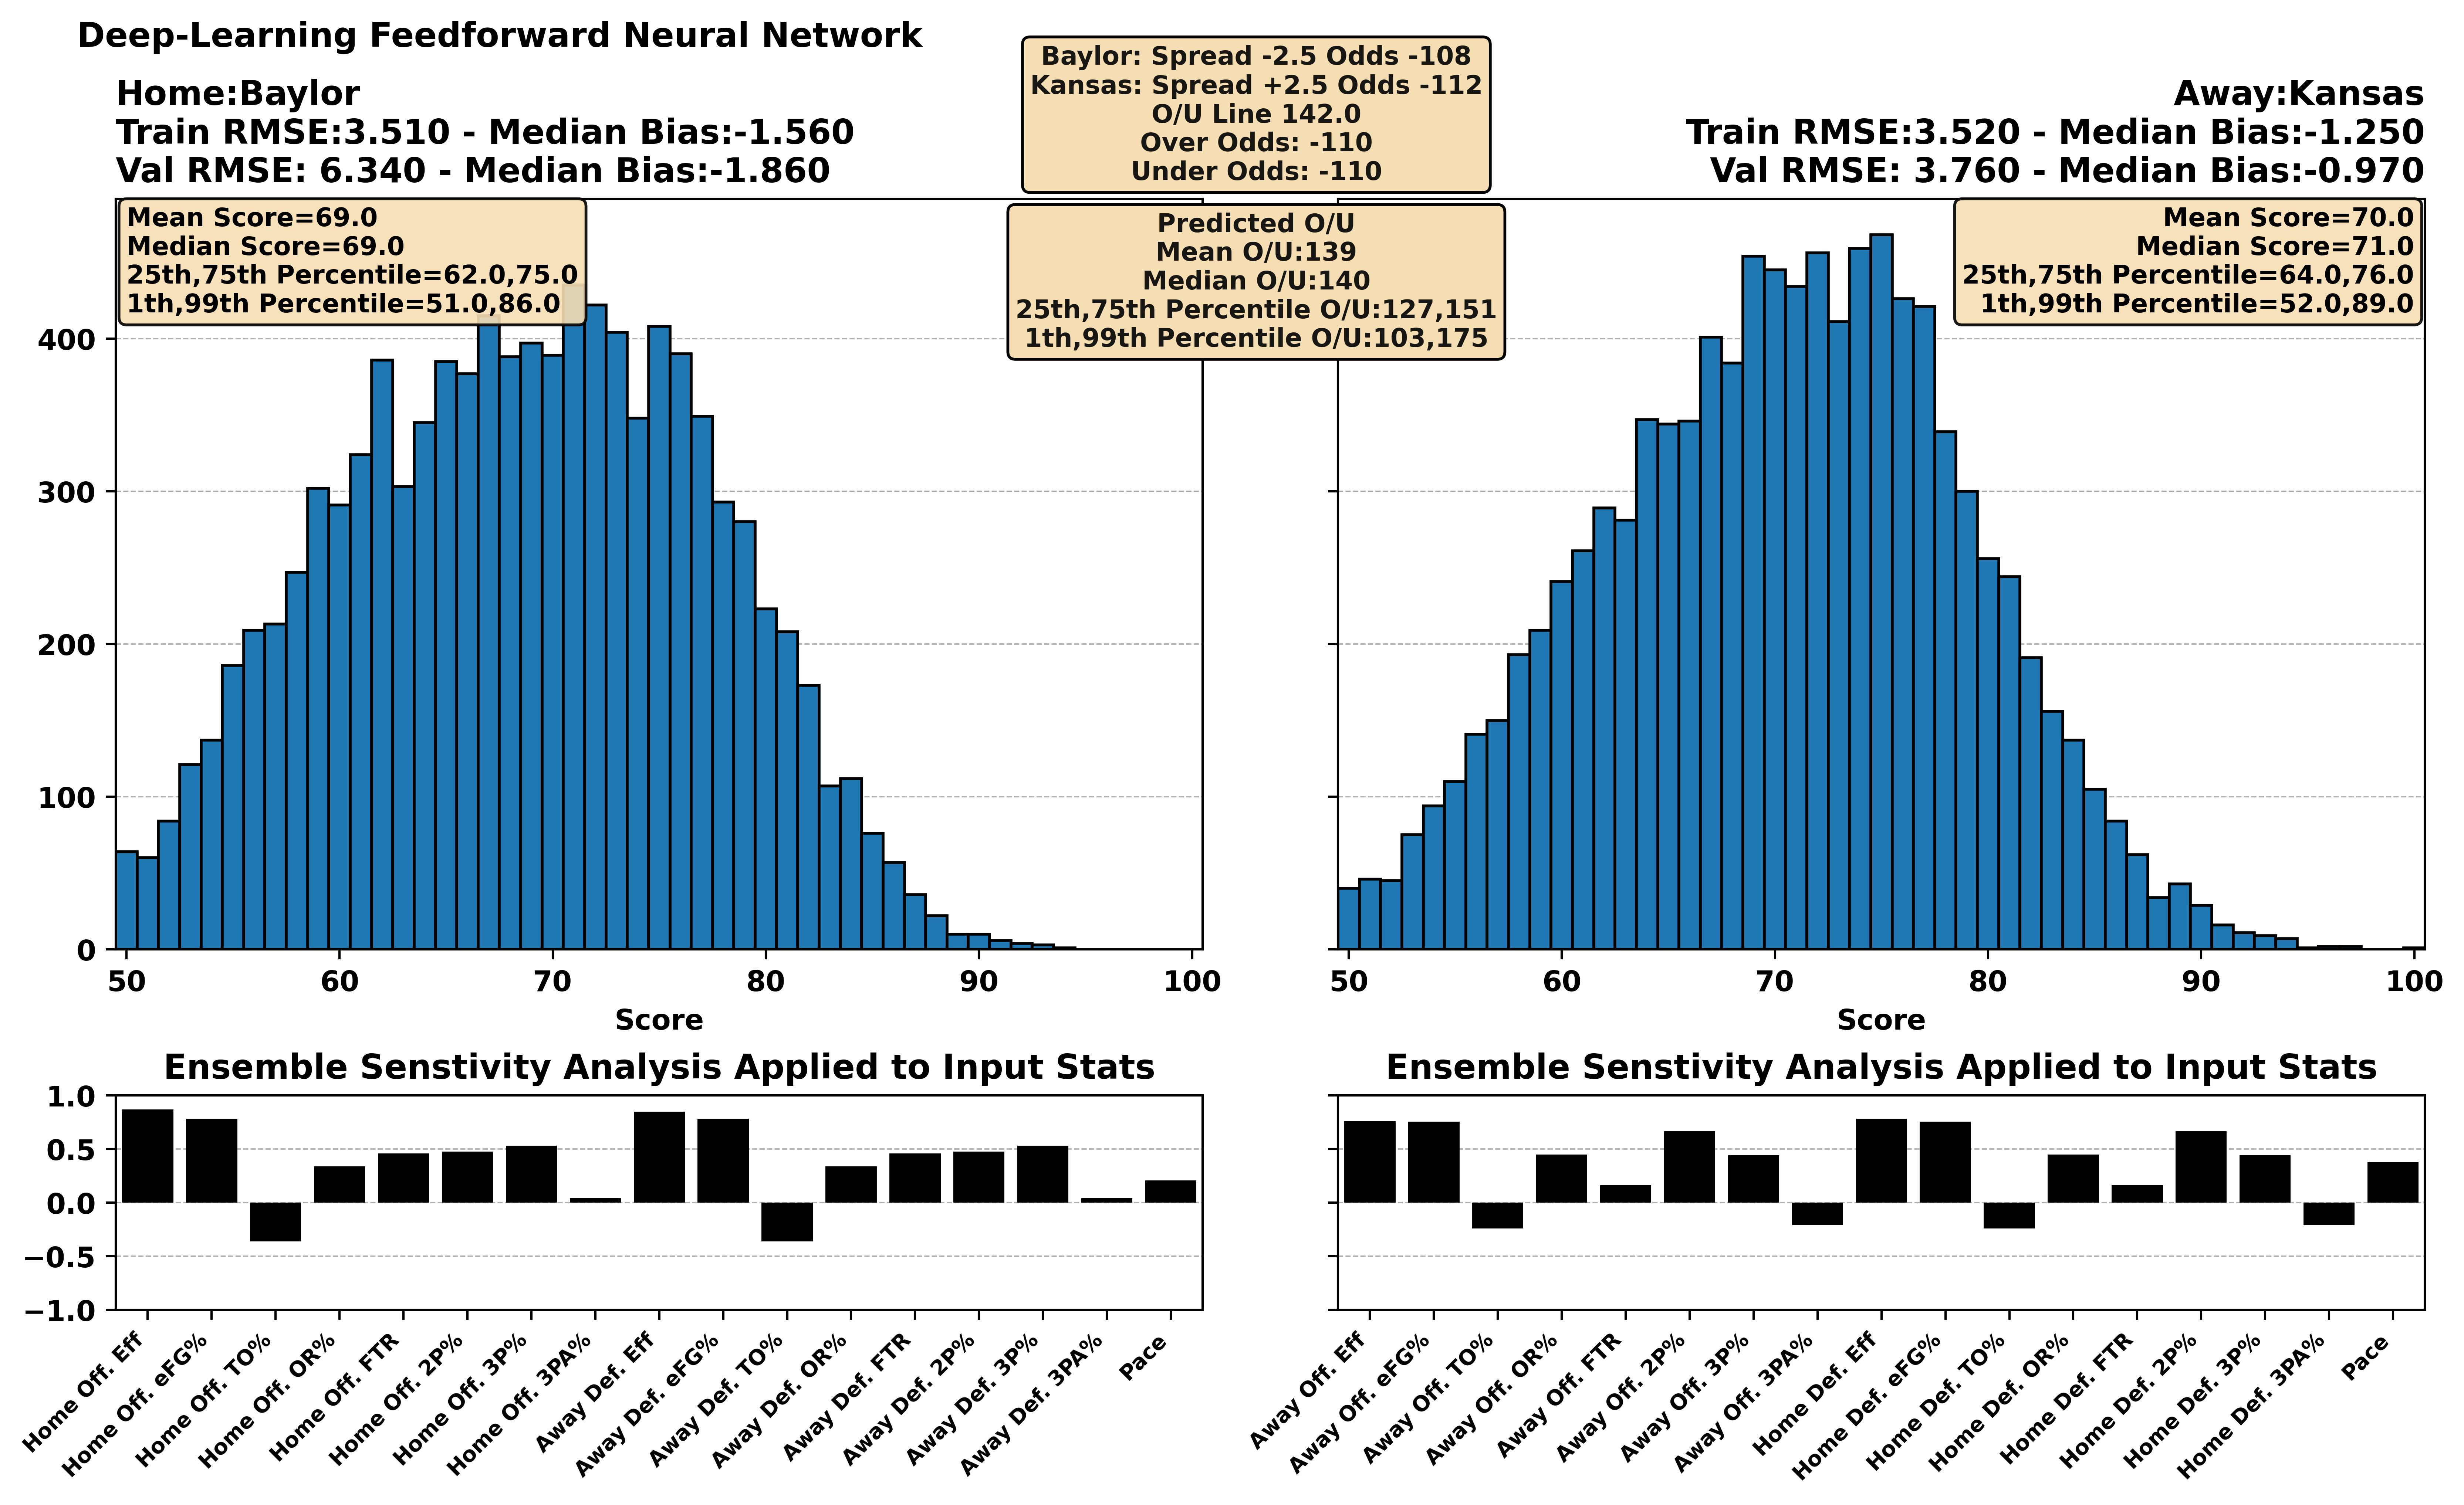 Deep-Learning Feedforward Neural Network
Baylor: Spread -2.5 Odds -108
Kansas: Spread +2.5 Odds -112
O/U Line 142.0
Over Odds: -110
Under Odds: -110
Home:Baylor
Train RMSE:3.510 - Median Bias:-1.560
Val RMSE: 6.340 - Median Bias:-1.860
Away:Kansas
Train RMSE:3.520 - Median Bias:-1.250
Val RMSE: 3.760 - Median Bias:-0.970
Mean Score=69.0
Median Score=69.0
25th,75th Percentile=62.0,75.0
1th,99th Percentile=51.0,86.0
Predicted O/U
Mean O/U:139
Median O/U:140
25th,75th Percentile O/U:127,151
1th,99th Percentile O/U:103,175
Mean Score=70.0
Median Score=71.0
25th,75th Percentile=64.0,76.0
1th,99th Percentile=52.0,89.0
400
300
200
100
0
50 60 70 80 90 100
Score
50 60 70 80 90 100
Score
Ensemble Senstivity Analysis Applied to Input Stats
1.0
0.5
0.0
−0.5
−1.0
Home Off. Eff
Home Off. eFG%
Home Off. TO%
Home Off. OR%
Home Off. FTR
Home Off. 2P%
Home Off. 3P%
Home Off. 3PA%
Away Def. Eff
Away Def. eFG%
Away Def. TO%
Away Def. OR%
Away Def. FTR
Away Def. 2P%
Away Def. 3P%
Away Def. 3PA%
Pace
Ensemble Senstivity Analysis Applied to Input Stats
Away Off. Eff
Away Off. eFG%
Away Off. TO%
Away Off. OR%
Away Off. FTR
Away Off. 2P%
Away Off. 3P%
Away Off. 3PA%
Home Def. Eff
Home Def. eFG%
Home Def. TO%
Home Def. OR%
Home Def. FTR
Home Def. 2P%
Home Def. 3P%
Home Def. 3PA%
Pace